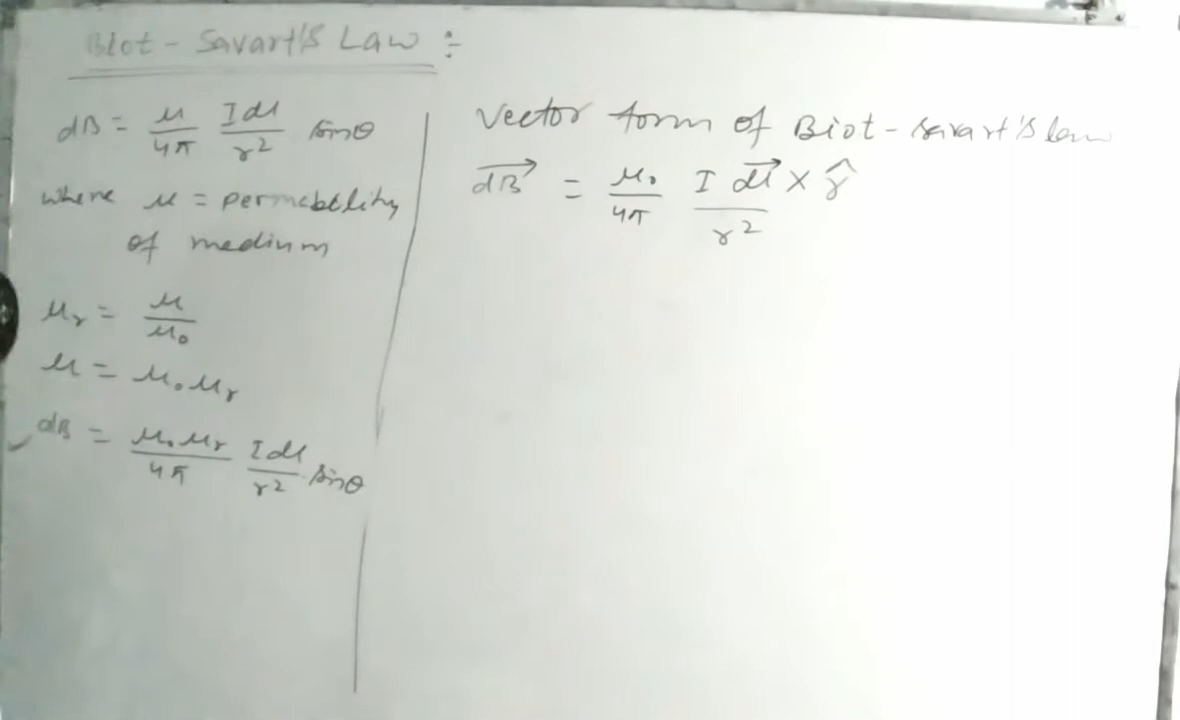 Biot - Savart's Law :-
dB = μ/4π Idl/r² sinθ
where μ = permeability
of medium
μr = μ/μ₀
μ = μ₀μr
dB = μ₀μr/4π Idl/r² · sinθ
Vector form of Biot - Savart's law
→dB = μ₀/4π I →dl × r̂/r²